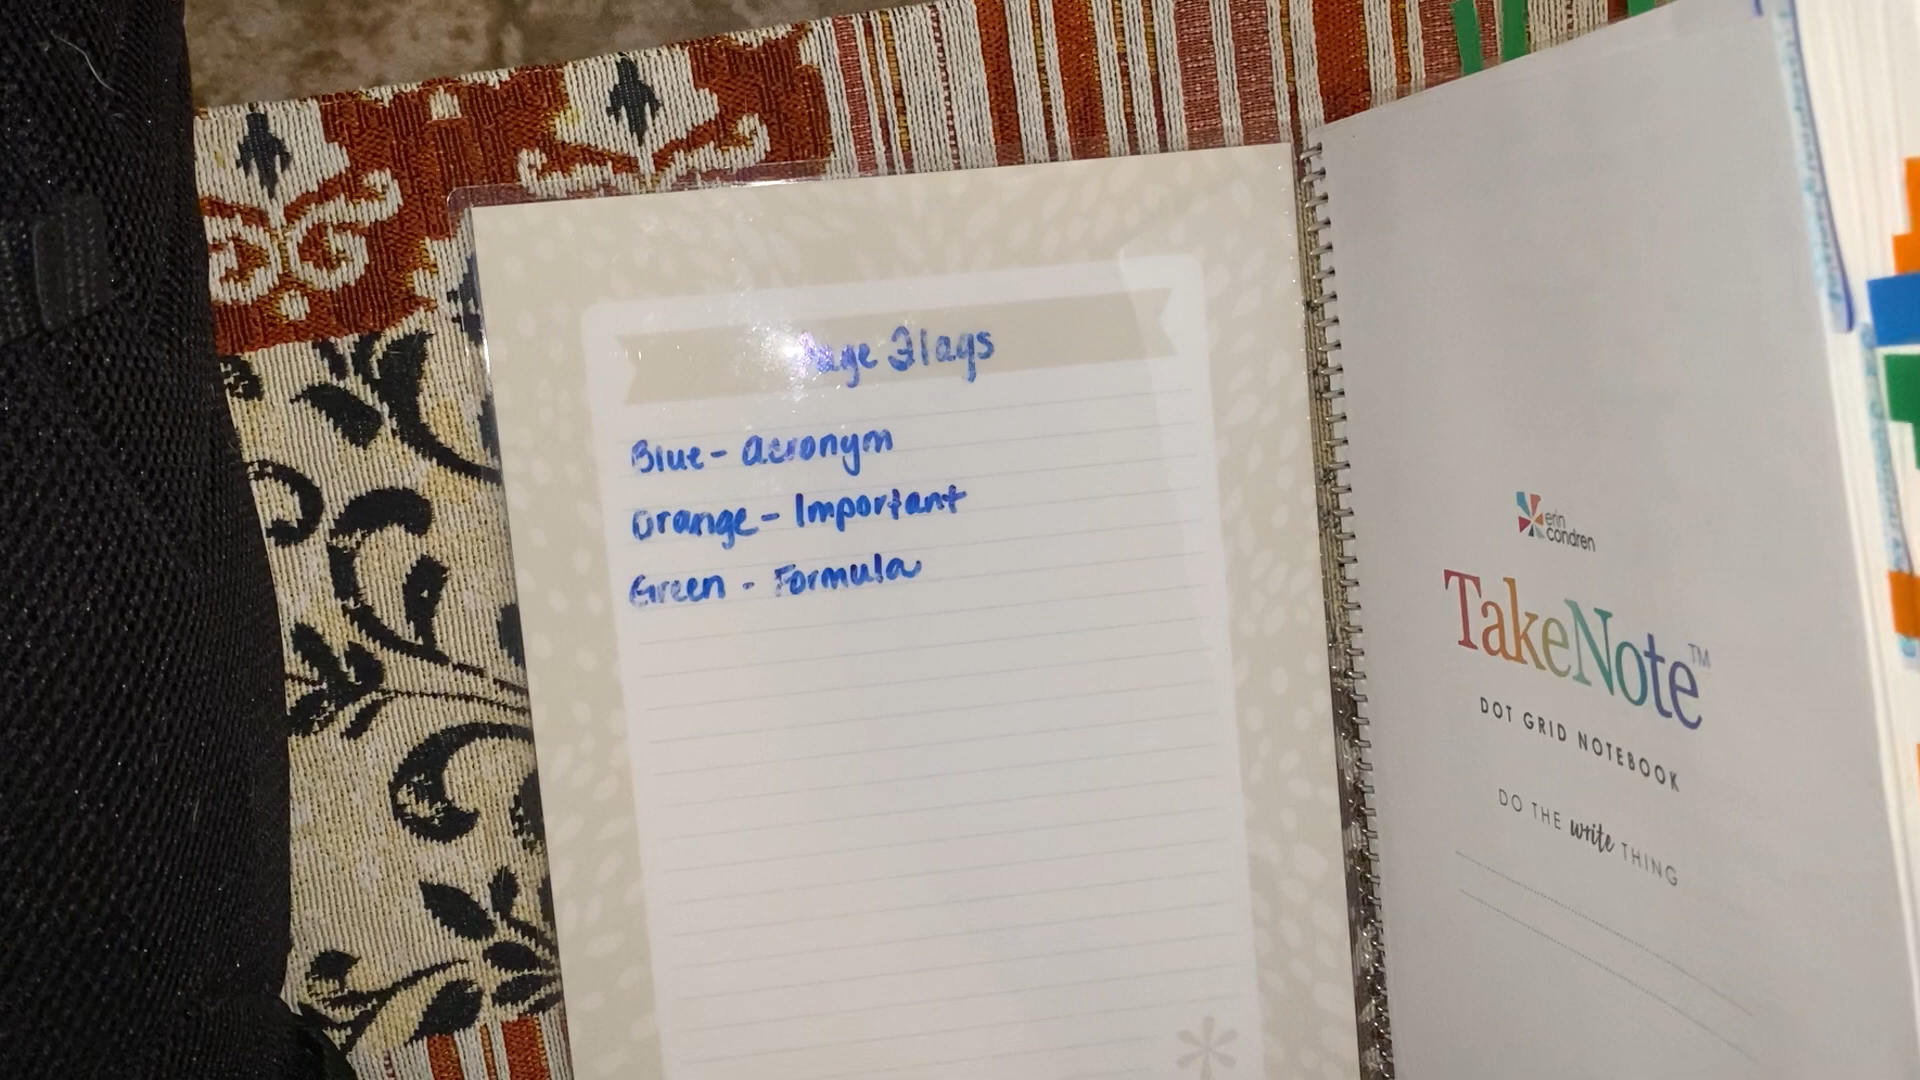 Page Flags
Blue - Acronym
Orange - Important
Green - Formula
erin
condren
TakeNote™
DOT GRID NOTEBOOK
DO THE write THING